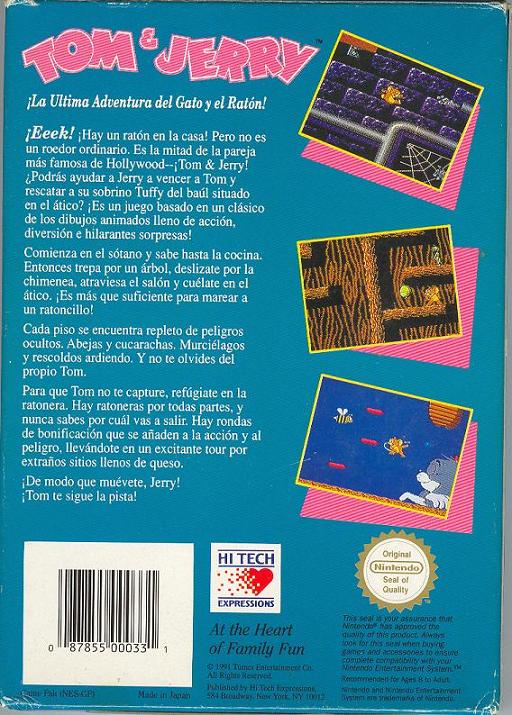 TOM & JERRY™
¡La Ultima Adventura del Gato y el Ratón!
¡Eeek! ¡Hay un ratón en la casa! Pero no es
un roedor ordinario. Es la mitad de la pareja
más famosa de Hollywood--¡Tom & Jerry!
¿Podrás ayudar a Jerry a vencer a Tom y
rescatar a su sobrino Tuffy del baúl situado
en el ático? ¡Es un juego basado en un clásico
de los dibujos animados lleno de acción,
diversión e hilarantes sorpresas!
Comienza en el sótano y sabe hasta la cocina.
Entonces trepa por un árbol, deslizate por la
chimenea, atraviesa el salón y cuélate en el
ático. ¡Es más que suficiente para marear a
un ratoncillo!
Cada piso se encuentra repleto de peligros
ocultos. Abejas y cucarachas. Murciélagos
y rescoldos ardiendo. Y no te olvides del
propio Tom.
Para que Tom no te capture, refúgiate en la
ratonera. Hay ratoneras por todas partes, y
nunca sabes por cuál vas a salir. Hay rondas
de bonificación que se añaden a la acción y al
peligro, llevándote en un excitante tour por
extraños sitios llenos de queso.
¡De modo que muévete, Jerry!
¡Tom te sigue la pista!
0 87855 00033 1
Game Pak (NES-GP) Made in Japan
HI TECH
EXPRESSIONS
At the Heart
of Family Fun
© 1991 Turner Entertainment Co.
All Rights Reserved.
Published by Hi Tech Expressions,
584 Broadway, New York, NY 10012
Original
Nintendo
Seal of
Quality
This seal is your assurance that
Nintendo® has approved the
quality of this product. Always
look for this seal when buying
games and accessories to ensure
complete compatibility with your
Nintendo Entertainment System.™
Recommended for Ages 8 to Adult.
Nintendo and Nintendo Entertainment
System are trademarks of Nintendo.